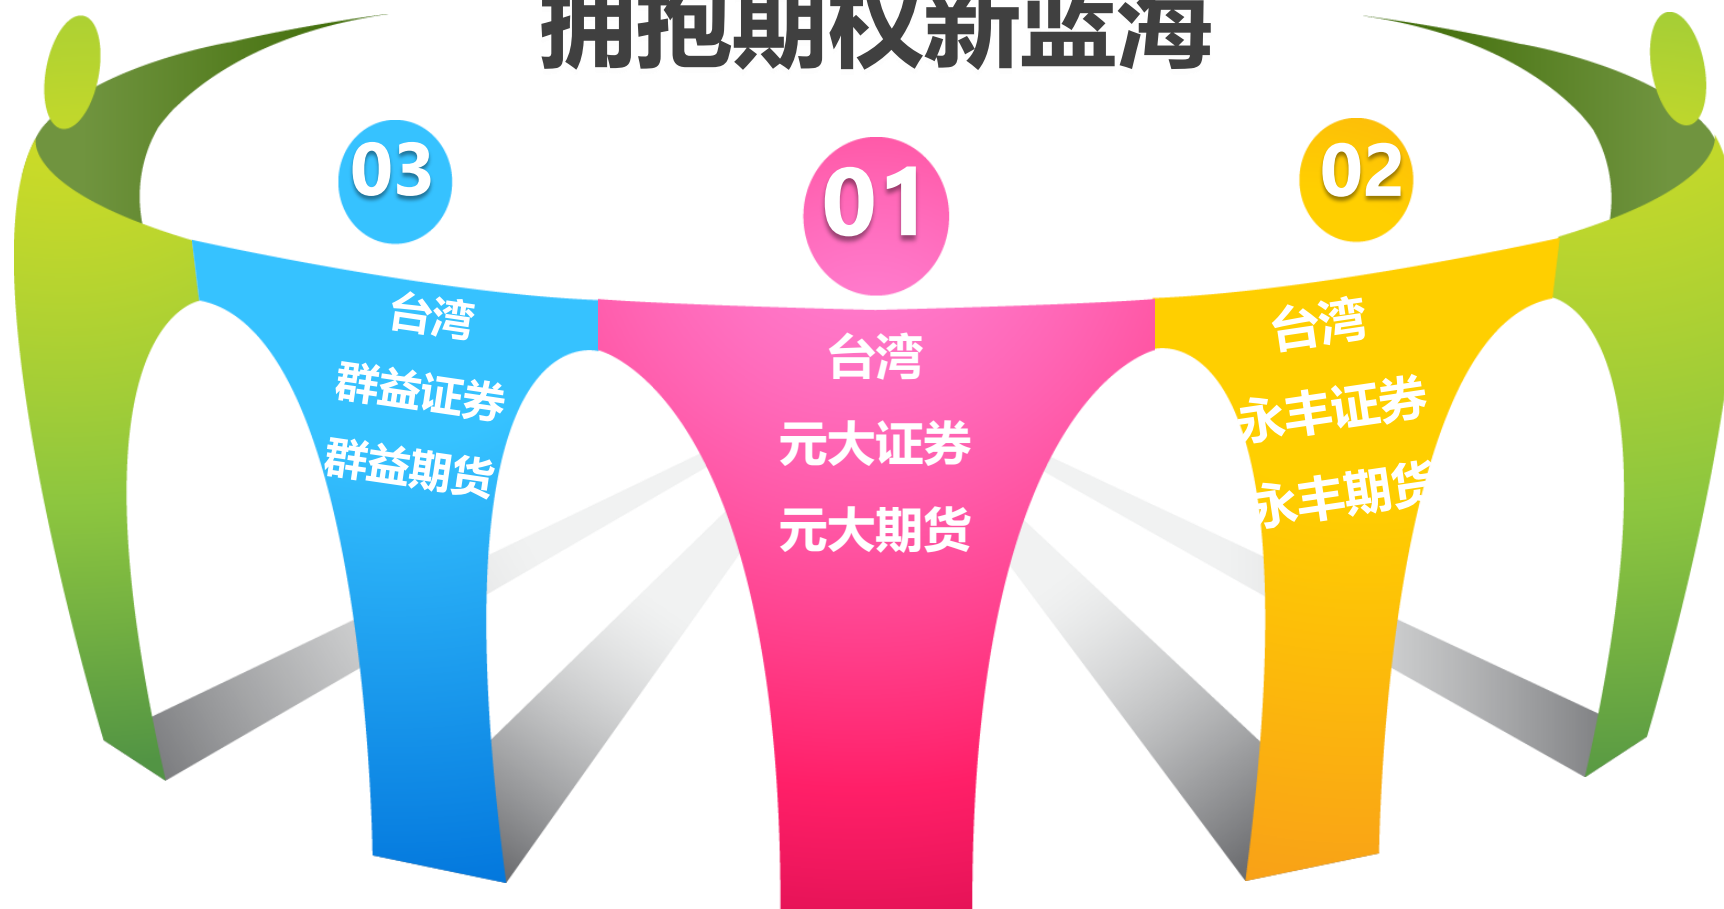 拥抱期权新监海
03
台湾
群益证券
群益期货
01
台湾
元大证券
元大期货
02
台湾
永丰证券
永丰期货